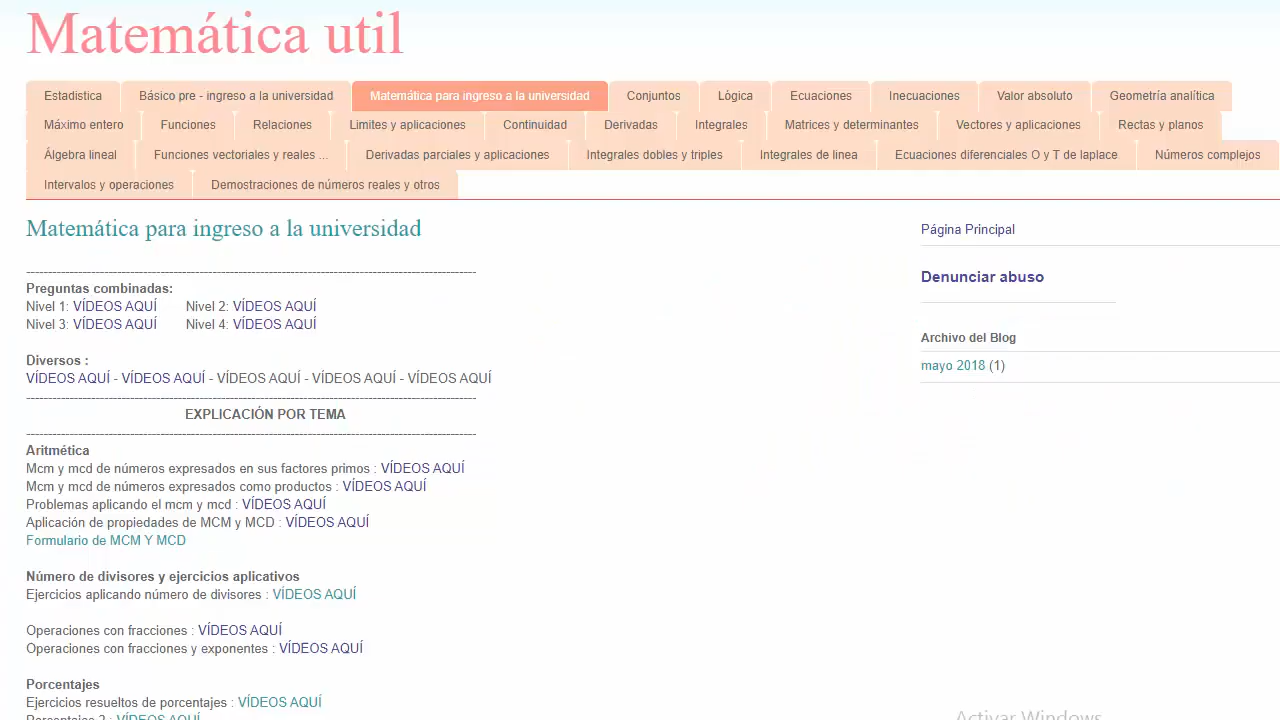 Matemática util
Estadistica Básico pre - ingreso a la universidad Matemática para ingreso a la universidad Conjuntos Lógica Ecuaciones Inecuaciones Valor absoluto Geometría analítica
Máximo entero Funciones Relaciones Limites y aplicaciones Continuidad Derivadas Integrales Matrices y determinantes Vectores y aplicaciones Rectas y planos
Álgebra lineal Funciones vectoriales y reales ... Derivadas parciales y aplicaciones Integrales dobles y triples Integrales de linea Ecuaciones diferenciales O y T de laplace Números complejos
Intervalos y operaciones Demostraciones de números reales y otros
Matemática para ingreso a la universidad
Preguntas combinadas:
Nivel 1: VÍDEOS AQUÍ Nivel 2: VÍDEOS AQUÍ
Nivel 3: VÍDEOS AQUÍ Nivel 4: VÍDEOS AQUÍ
Diversos :
VÍDEOS AQUÍ - VÍDEOS AQUÍ - VÍDEOS AQUÍ - VÍDEOS AQUÍ - VÍDEOS AQUÍ
EXPLICACIÓN POR TEMA
Aritmética
Mcm y mcd de números expresados en sus factores primos : VÍDEOS AQUÍ
Mcm y mcd de números expresados como productos : VÍDEOS AQUÍ
Problemas aplicando el mcm y mcd : VÍDEOS AQUÍ
Aplicación de propiedades de MCM y MCD : VÍDEOS AQUÍ
Formulario de MCM Y MCD
Número de divisores y ejercicios aplicativos
Ejercicios aplicando número de divisores : VÍDEOS AQUÍ
Operaciones con fracciones : VÍDEOS AQUÍ
Operaciones con fracciones y exponentes : VÍDEOS AQUÍ
Porcentajes
Ejercicios resueltos de porcentajes : VÍDEOS AQUÍ
Porcentajes 2 : VÍDEOS AQUÍ
Página Principal
Denunciar abuso
Archivo del Blog
mayo 2018 (1)
Activar Windows